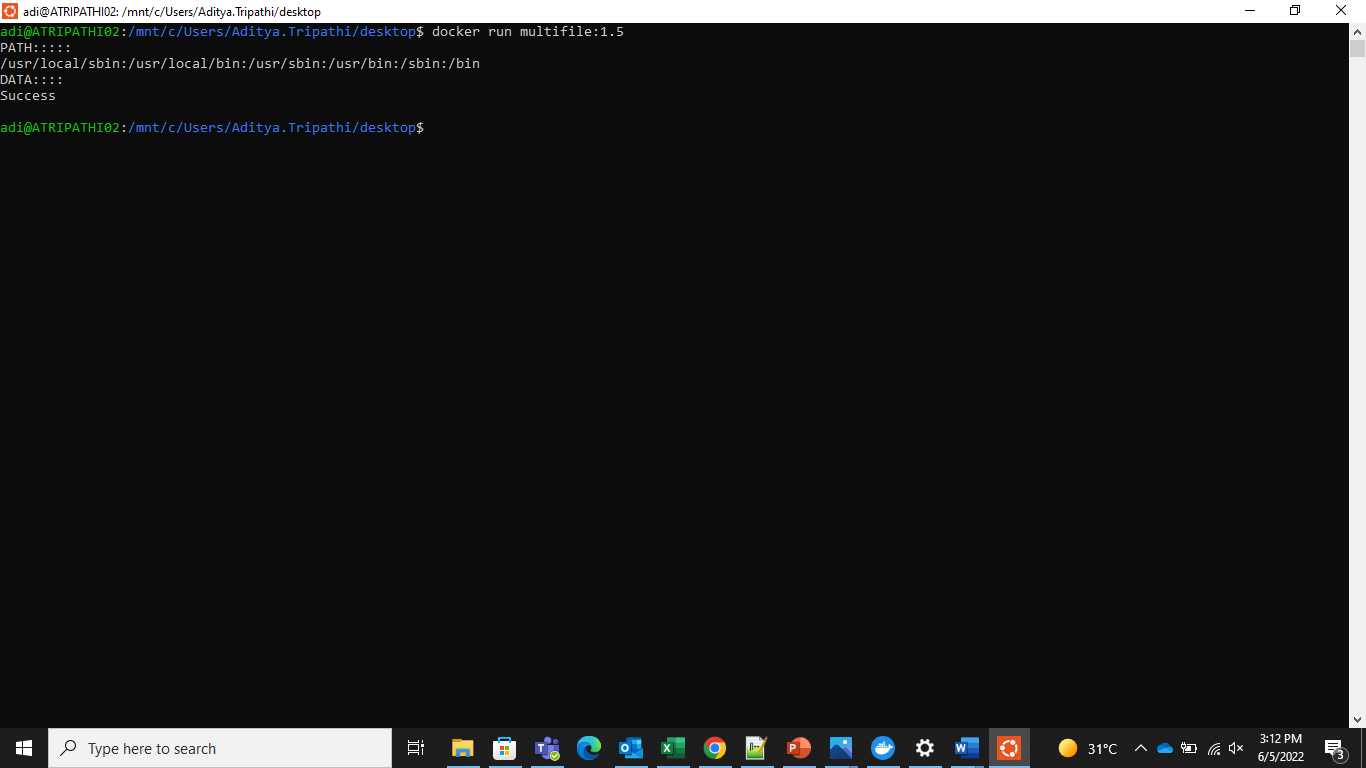 adi@ATRIPATHI02: /mnt/c/Users/Aditya.Tripathi/desktop
adi@ATRIPATHI02:/mnt/c/Users/Aditya.Tripathi/desktop$ docker run multifile:1.5
PATH:::::
/usr/local/sbin:/usr/local/bin:/usr/sbin:/usr/bin:/sbin:/bin
DATA::::
Success
adi@ATRIPATHI02:/mnt/c/Users/Aditya.Tripathi/desktop$
Type here to search
31°C
3:12 PM
6/5/2022
3